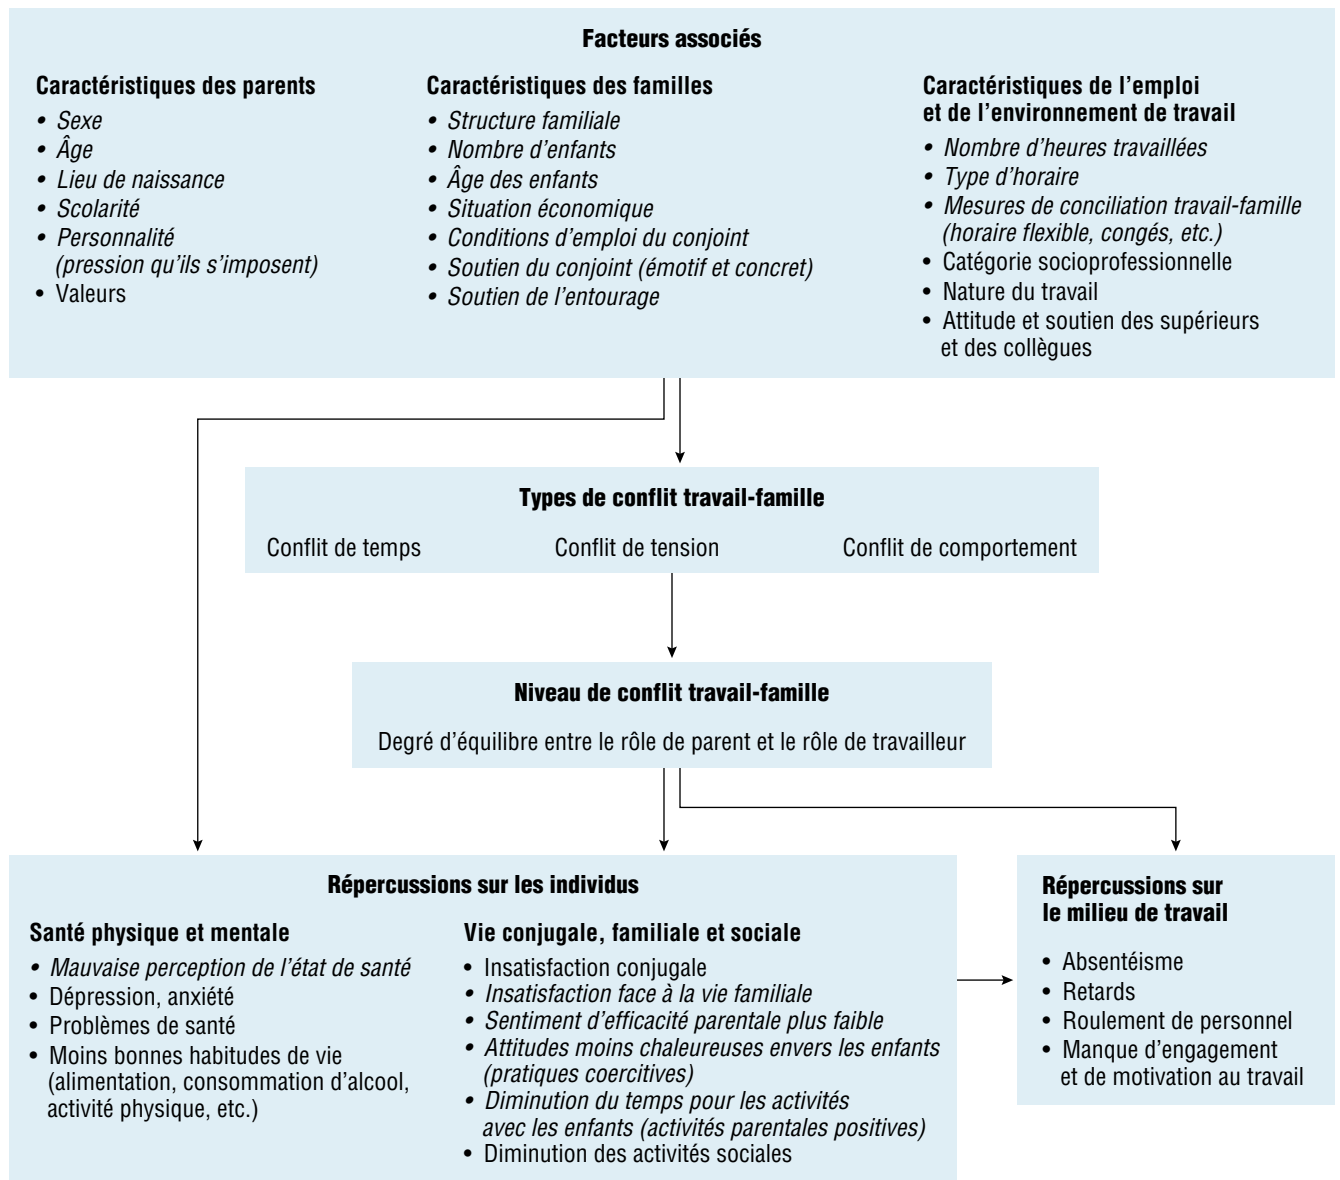 Facteurs associés
Caractéristiques des parents
• Sexe
• Âge
• Lieu de naissance
• Scolarité
• Personnalité
(pression qu'ils s'imposent)
• Valeurs
Caractéristiques des familles
• Structure familiale
• Nombre d’enfants
• Âge des enfants
• Situation économique
• Conditions d’emploi du conjoint
• Soutien du conjoint (émotif et concret)
• Soutien de l’entourage
Caractéristiques de l’emploi
et de l’environnement de travail
• Nombre d’heures travaillées
• Type d’horaire
• Mesures de conciliation travail-famille
(horaire flexible, congés, etc.)
• Catégorie socioprofessionnelle
• Nature du travail
• Attitude et soutien des supérieurs
et des collègues
Types de conflit travail-famille
Conflit de temps
Conflit de tension
Conflit de comportement
Niveau de conflit travail-famille
Degré d’équilibre entre le rôle de parent et le rôle de travailleur
Répercussions sur les individus
Santé physique et mentale
• Mauvaise perception de l’état de santé
• Dépression, anxiété
• Problèmes de santé
• Moins bonnes habitudes de vie
(alimentation, consommation d’alcool,
activité physique, etc.)
Vie conjugale, familiale et sociale
• Insatisfaction conjugale
• Insatisfaction face à la vie familiale
• Sentiment d’efficacité parentale plus faible
• Attitudes moins chaleureuses envers les enfants
(pratiques coercitives)
• Diminution du temps pour les activités
avec les enfants (activités parentales positives)
• Diminution des activités sociales
Répercussions sur
le milieu de travail
• Absentéisme
• Retards
• Roulement de personnel
• Manque d’engagement
et de motivation au travail